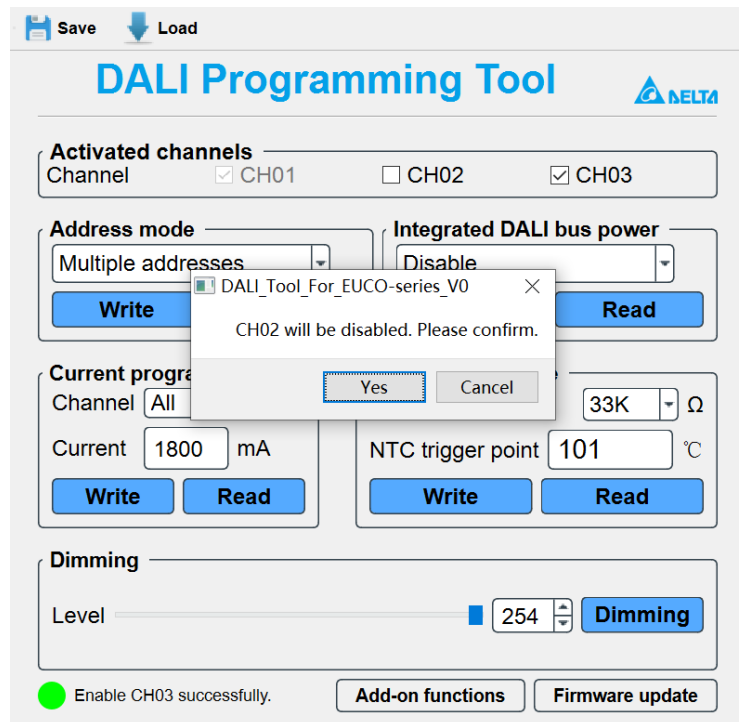 Save Load
DALI Programming Tool
DELTA
Activated channels
Channel CH01 CH02 CH03
Address mode Integrated DALI bus power
Multiple addresses Disable
DALI_Tool_For_EUCO-series_V0
Write Read
CH02 will be disabled. Please confirm.
Yes Cancel
Current progra
Channel All 33K Ω
Current 1800 mA NTC trigger point 101 ℃
Write Read Write Read
Dimming
Level 254 Dimming
Enable CH03 successfully. Add-on functions Firmware update